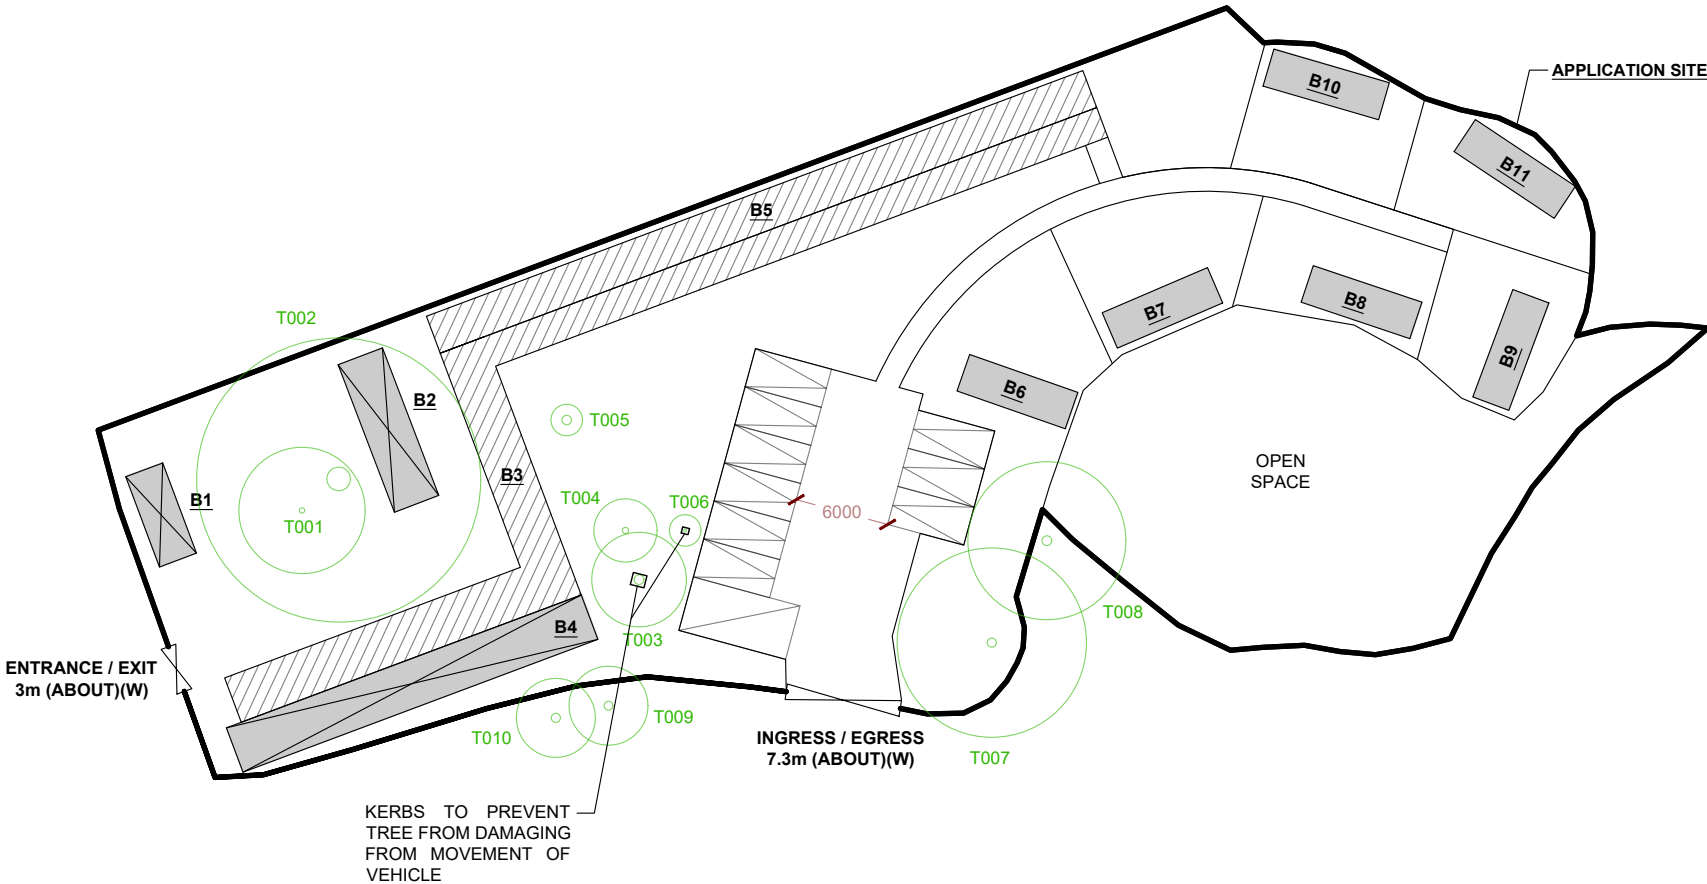 B10
APPLICATION SITE
B11
B5
T002
B7
B8
B9
B6
B2
T005
B3
B1
T004
T006
6000
OPEN
SPACE
T001
T008
B4
T003
ENTRANCE / EXIT
3m (ABOUT)(W)
T009
T010
INGRESS / EGRESS
7.3m (ABOUT)(W)
T007
KERBS TO PREVENT
TREE FROM DAMAGING
FROM MOVEMENT OF
VEHICLE